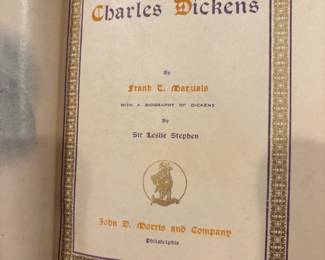 Charles Dickens
By
Frank T. Marzials
WITH A BIOGRAPHY OF DICKENS
By
Sir Leslie Stephen
John D. Morris and Company
Philadelphia